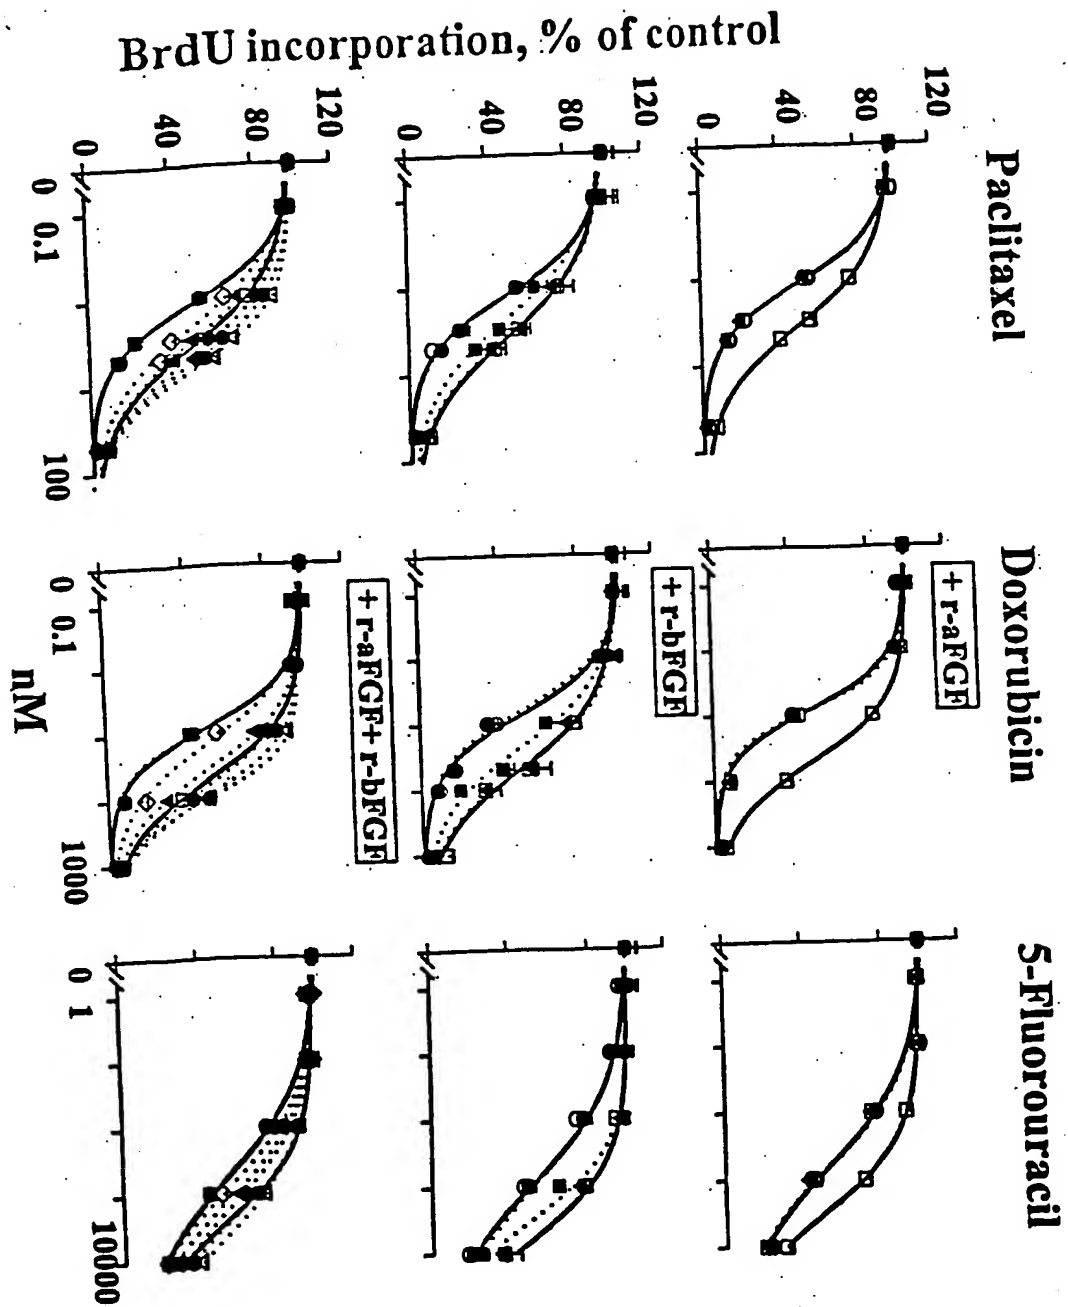 BrdU incorporation, % of control
Paclitaxel
Doxorubicin
5-Fluorouracil
+ r-aFGF
+ r-bFGF
+ r-aFGF+ r-bFGF
120
80
40
0
120
80
40
0
120
80
40
0
0 0.1
100
0 0.1
1000
0 1
10000
nM